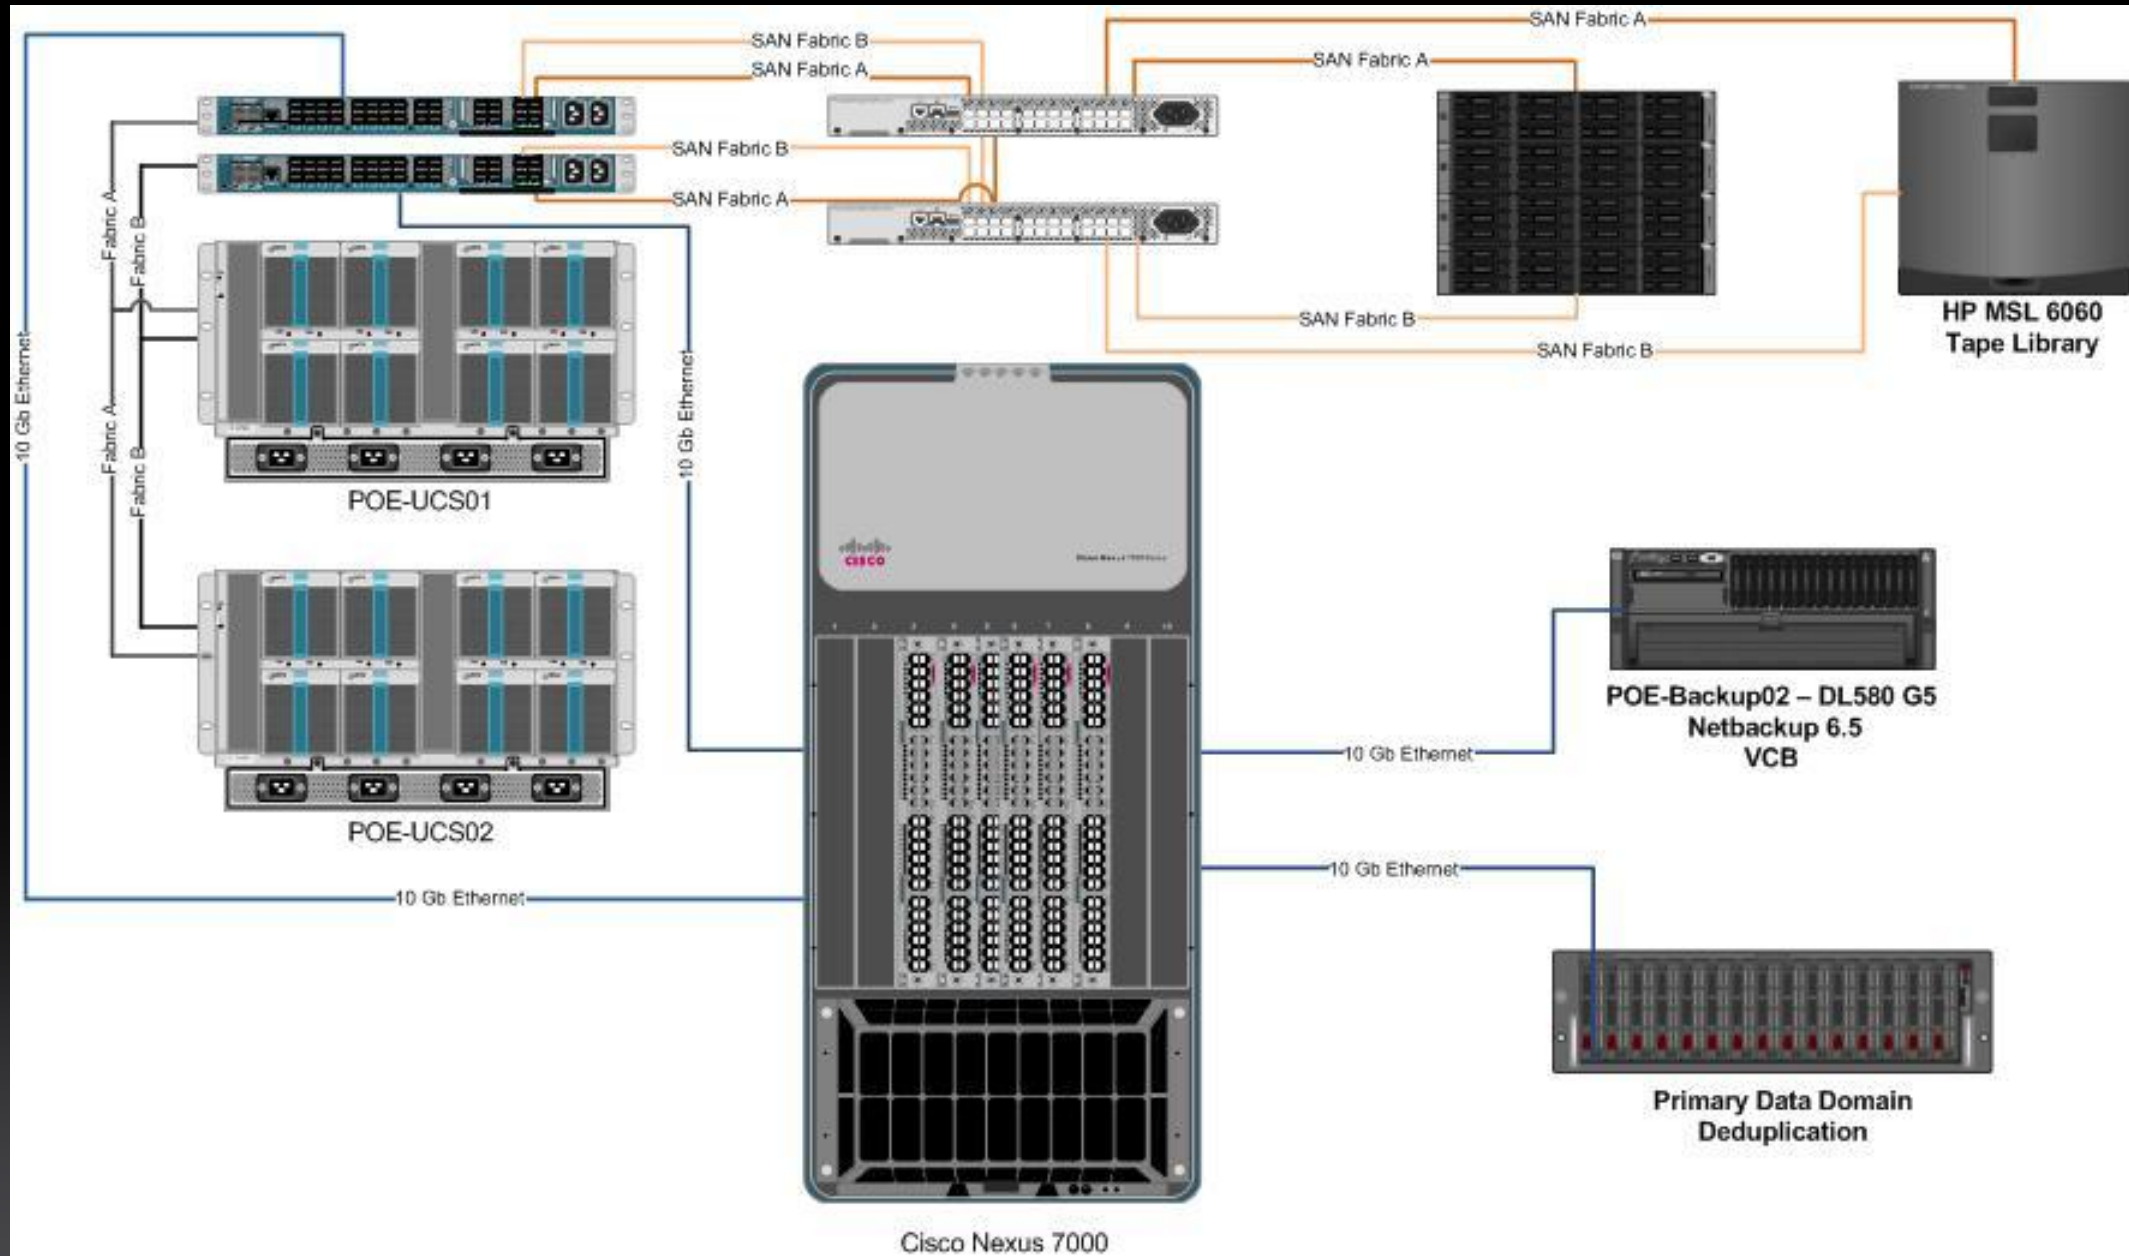 SAN Fabric A
SAN Fabric B
SAN Fabric A
SAN Fabric A
SAN Fabric B
SAN Fabric A
Fabric A
Fabric B
SAN Fabric B
SAN Fabric B
HP MSL 6060
Tape Library
10 Gb Ethernet
10 Gb Ethernet
Fabric A
Fabric B
POE-UCS01
CISCO
POE-Backup02 – DL580 G5
Netbackup 6.5
VCB
10 Gb Ethernet
POE-UCS02
10 Gb Ethernet
10 Gb Ethernet
Primary Data Domain
Deduplication
Cisco Nexus 7000